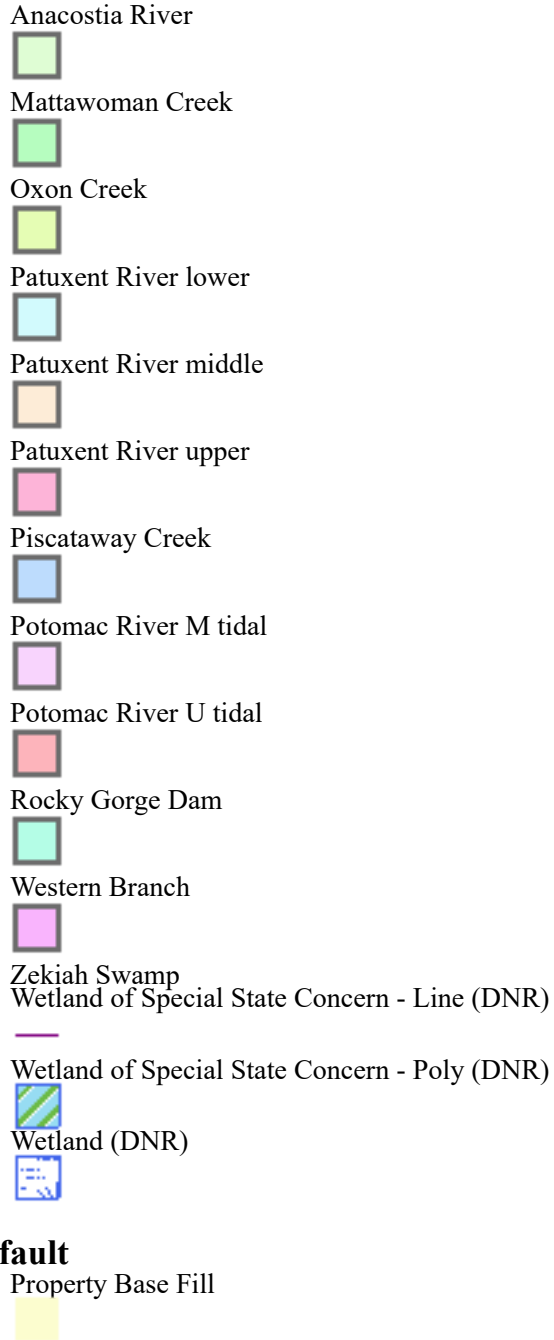 Anacostia River
Mattawoman Creek
Oxon Creek
Patuxent River lower
Patuxent River middle
Patuxent River upper
Piscataway Creek
Potomac River M tidal
Potomac River U tidal
Rocky Gorge Dam
Western Branch
Zekiah Swamp
Wetland of Special State Concern - Line (DNR)
Wetland of Special State Concern - Poly (DNR)
Wetland (DNR)
fault
Property Base Fill